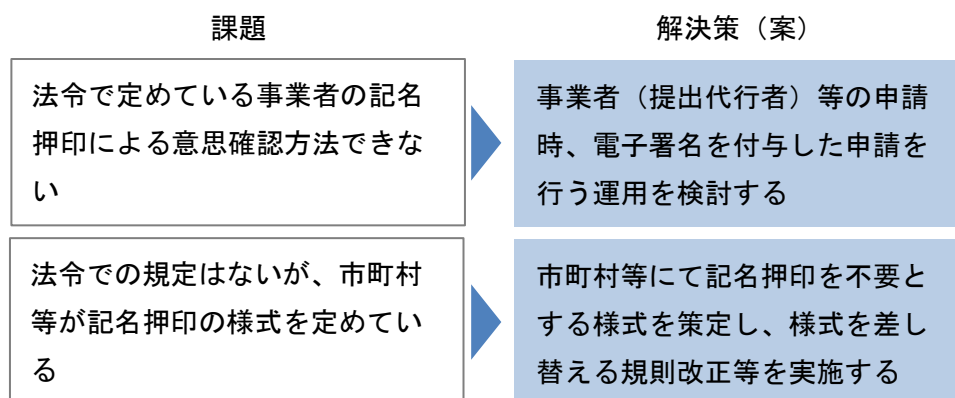 課題
解決策（案）
法令で定めている事業者の記名
押印による意思確認方法できな
い
事業者（提出代行者）等の申請
時、電子署名を付与した申請を
行う運用を検討する
法令での規定はないが、市町村
等が記名押印の様式を定めてい
る
市町村等にて記名押印を不要と
する様式を策定し、様式を差し
替える規則改正等を実施する